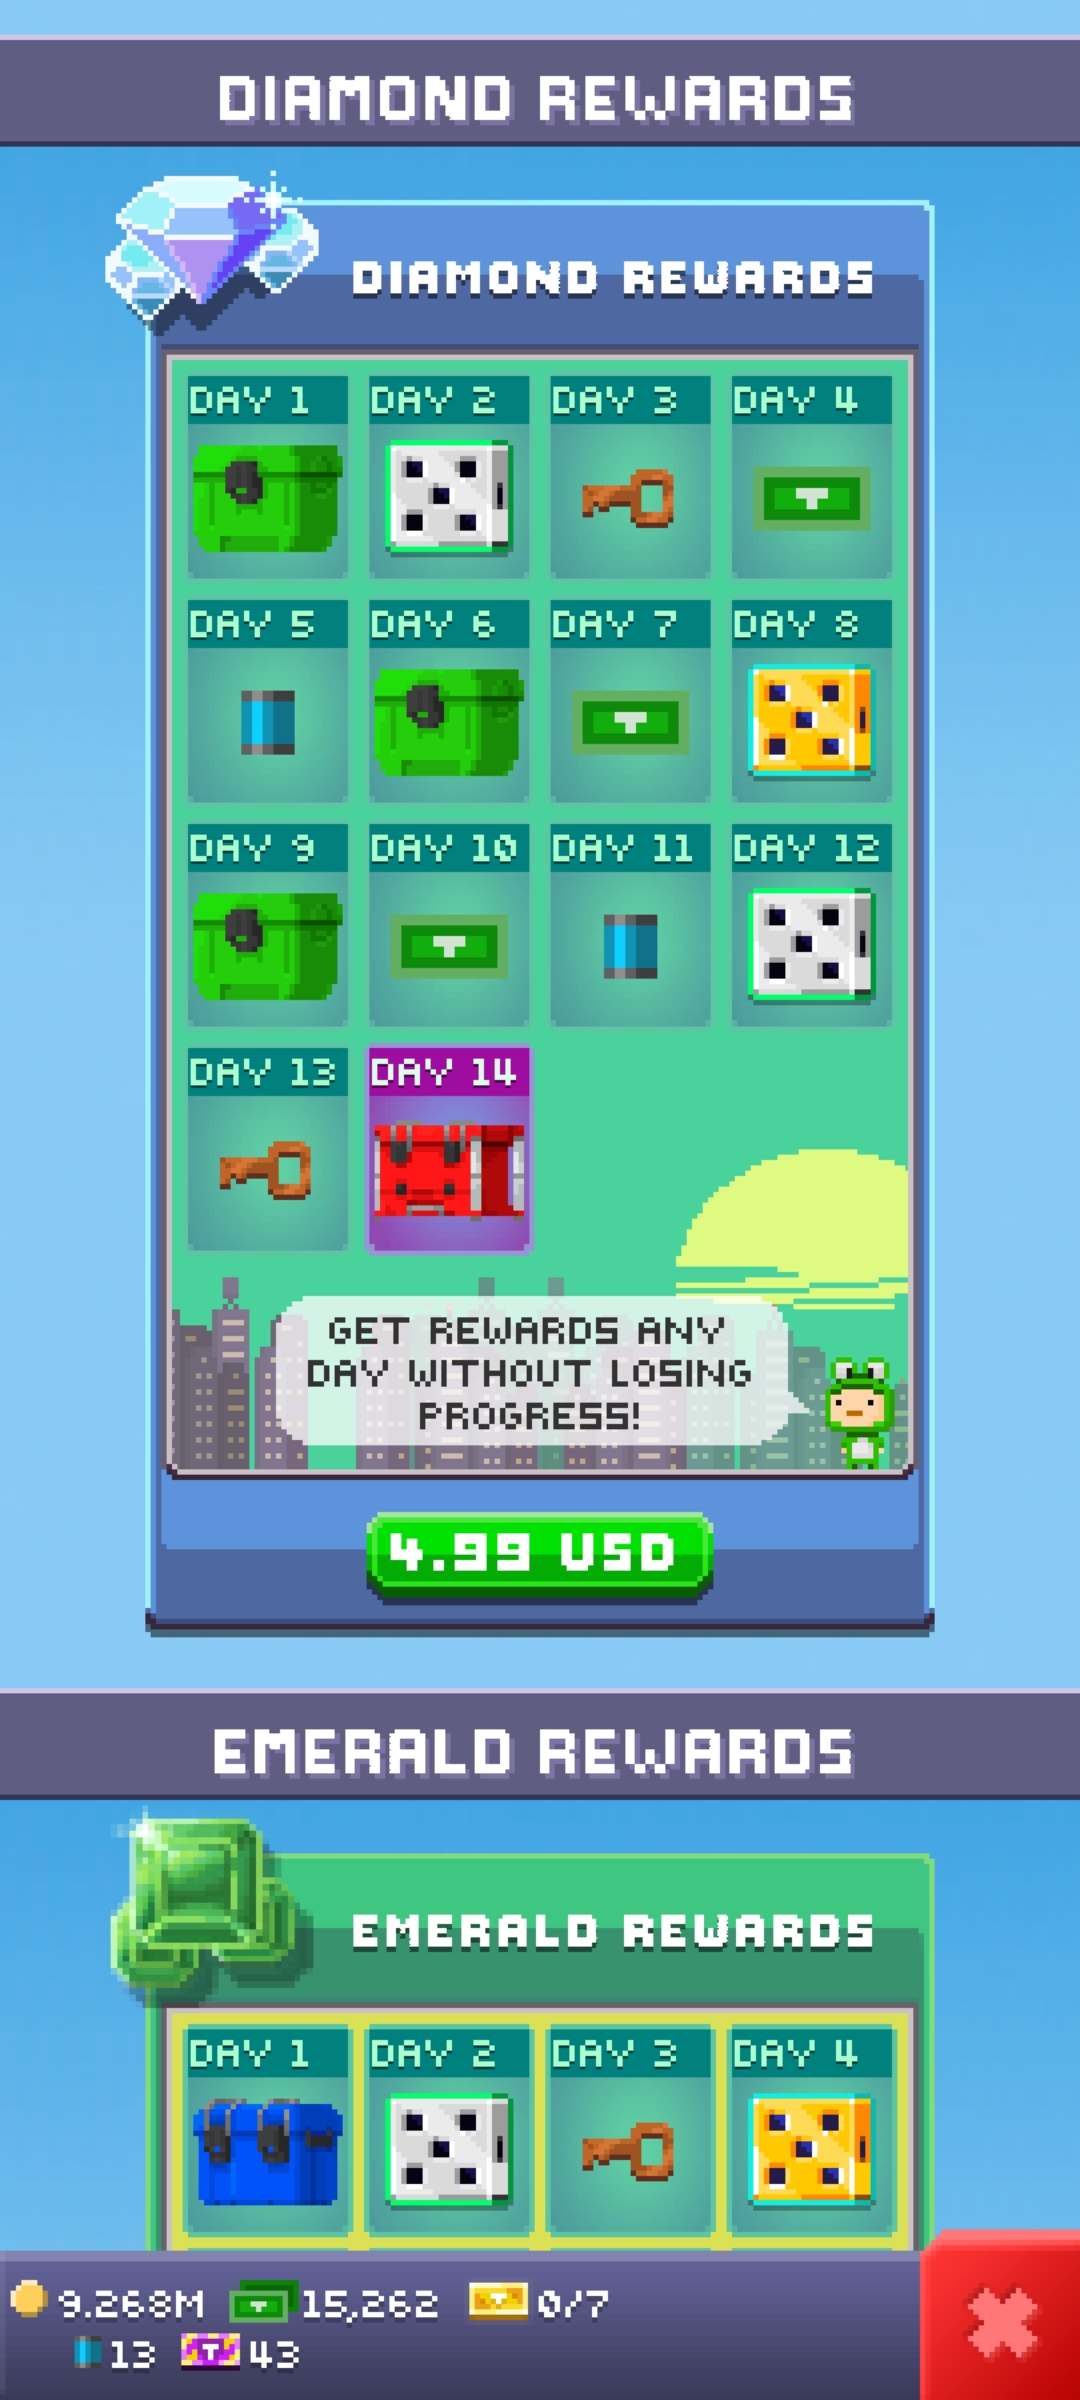 DIAMOND REWARDS
DIAMOND REWARDS
DAY 1 DAY 2 DAY 3 DAY 4
DAY 5 DAY 6 DAY 7 DAY 8
DAY 9 DAY 10 DAY 11 DAY 12
DAY 13 DAY 14
GET REWARDS ANY
DAY WITHOUT LOSING
PROGRESS!
4.99 USD
EMERALD REWARDS
EMERALD REWARDS
DAY 1 DAY 2 DAY 3 DAY 4
9.268M 15,262 0/7
13 43